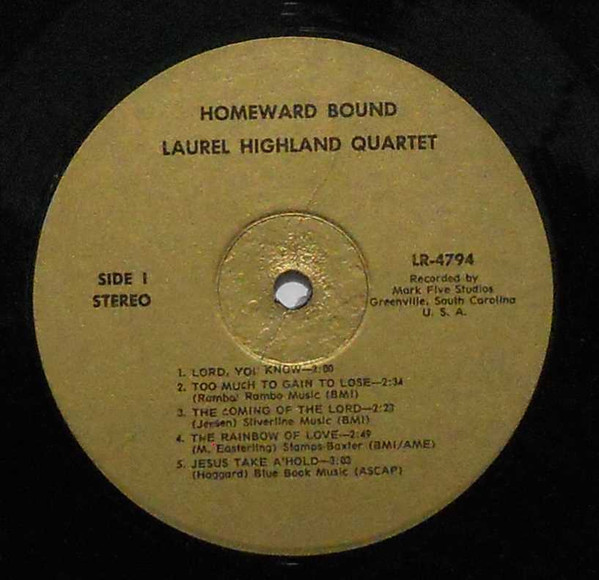 HOMEWARD BOUND
LAUREL HIGHLAND QUARTET
SIDE 1
STEREO
LR-4794
Recorded by
Mark Five Studios
Greenville, South Carolina
U. S. A.
1. LORD, YOU KNOW—3:00
2. TOO MUCH TO GAIN TO LOSE—2:34
(Rambo) Rambo Music (BMI)
3. THE COMING OF THE LORD—2:23
(Jensen) Silverline Music (BMI)
4. THE RAINBOW OF LOVE—2:49
(M. Easterling) Stamps-Baxter (BMI/AME)
5. JESUS TAKE A'HOLD—3:03
(Haggard) Blue Book Music (ASCAP)